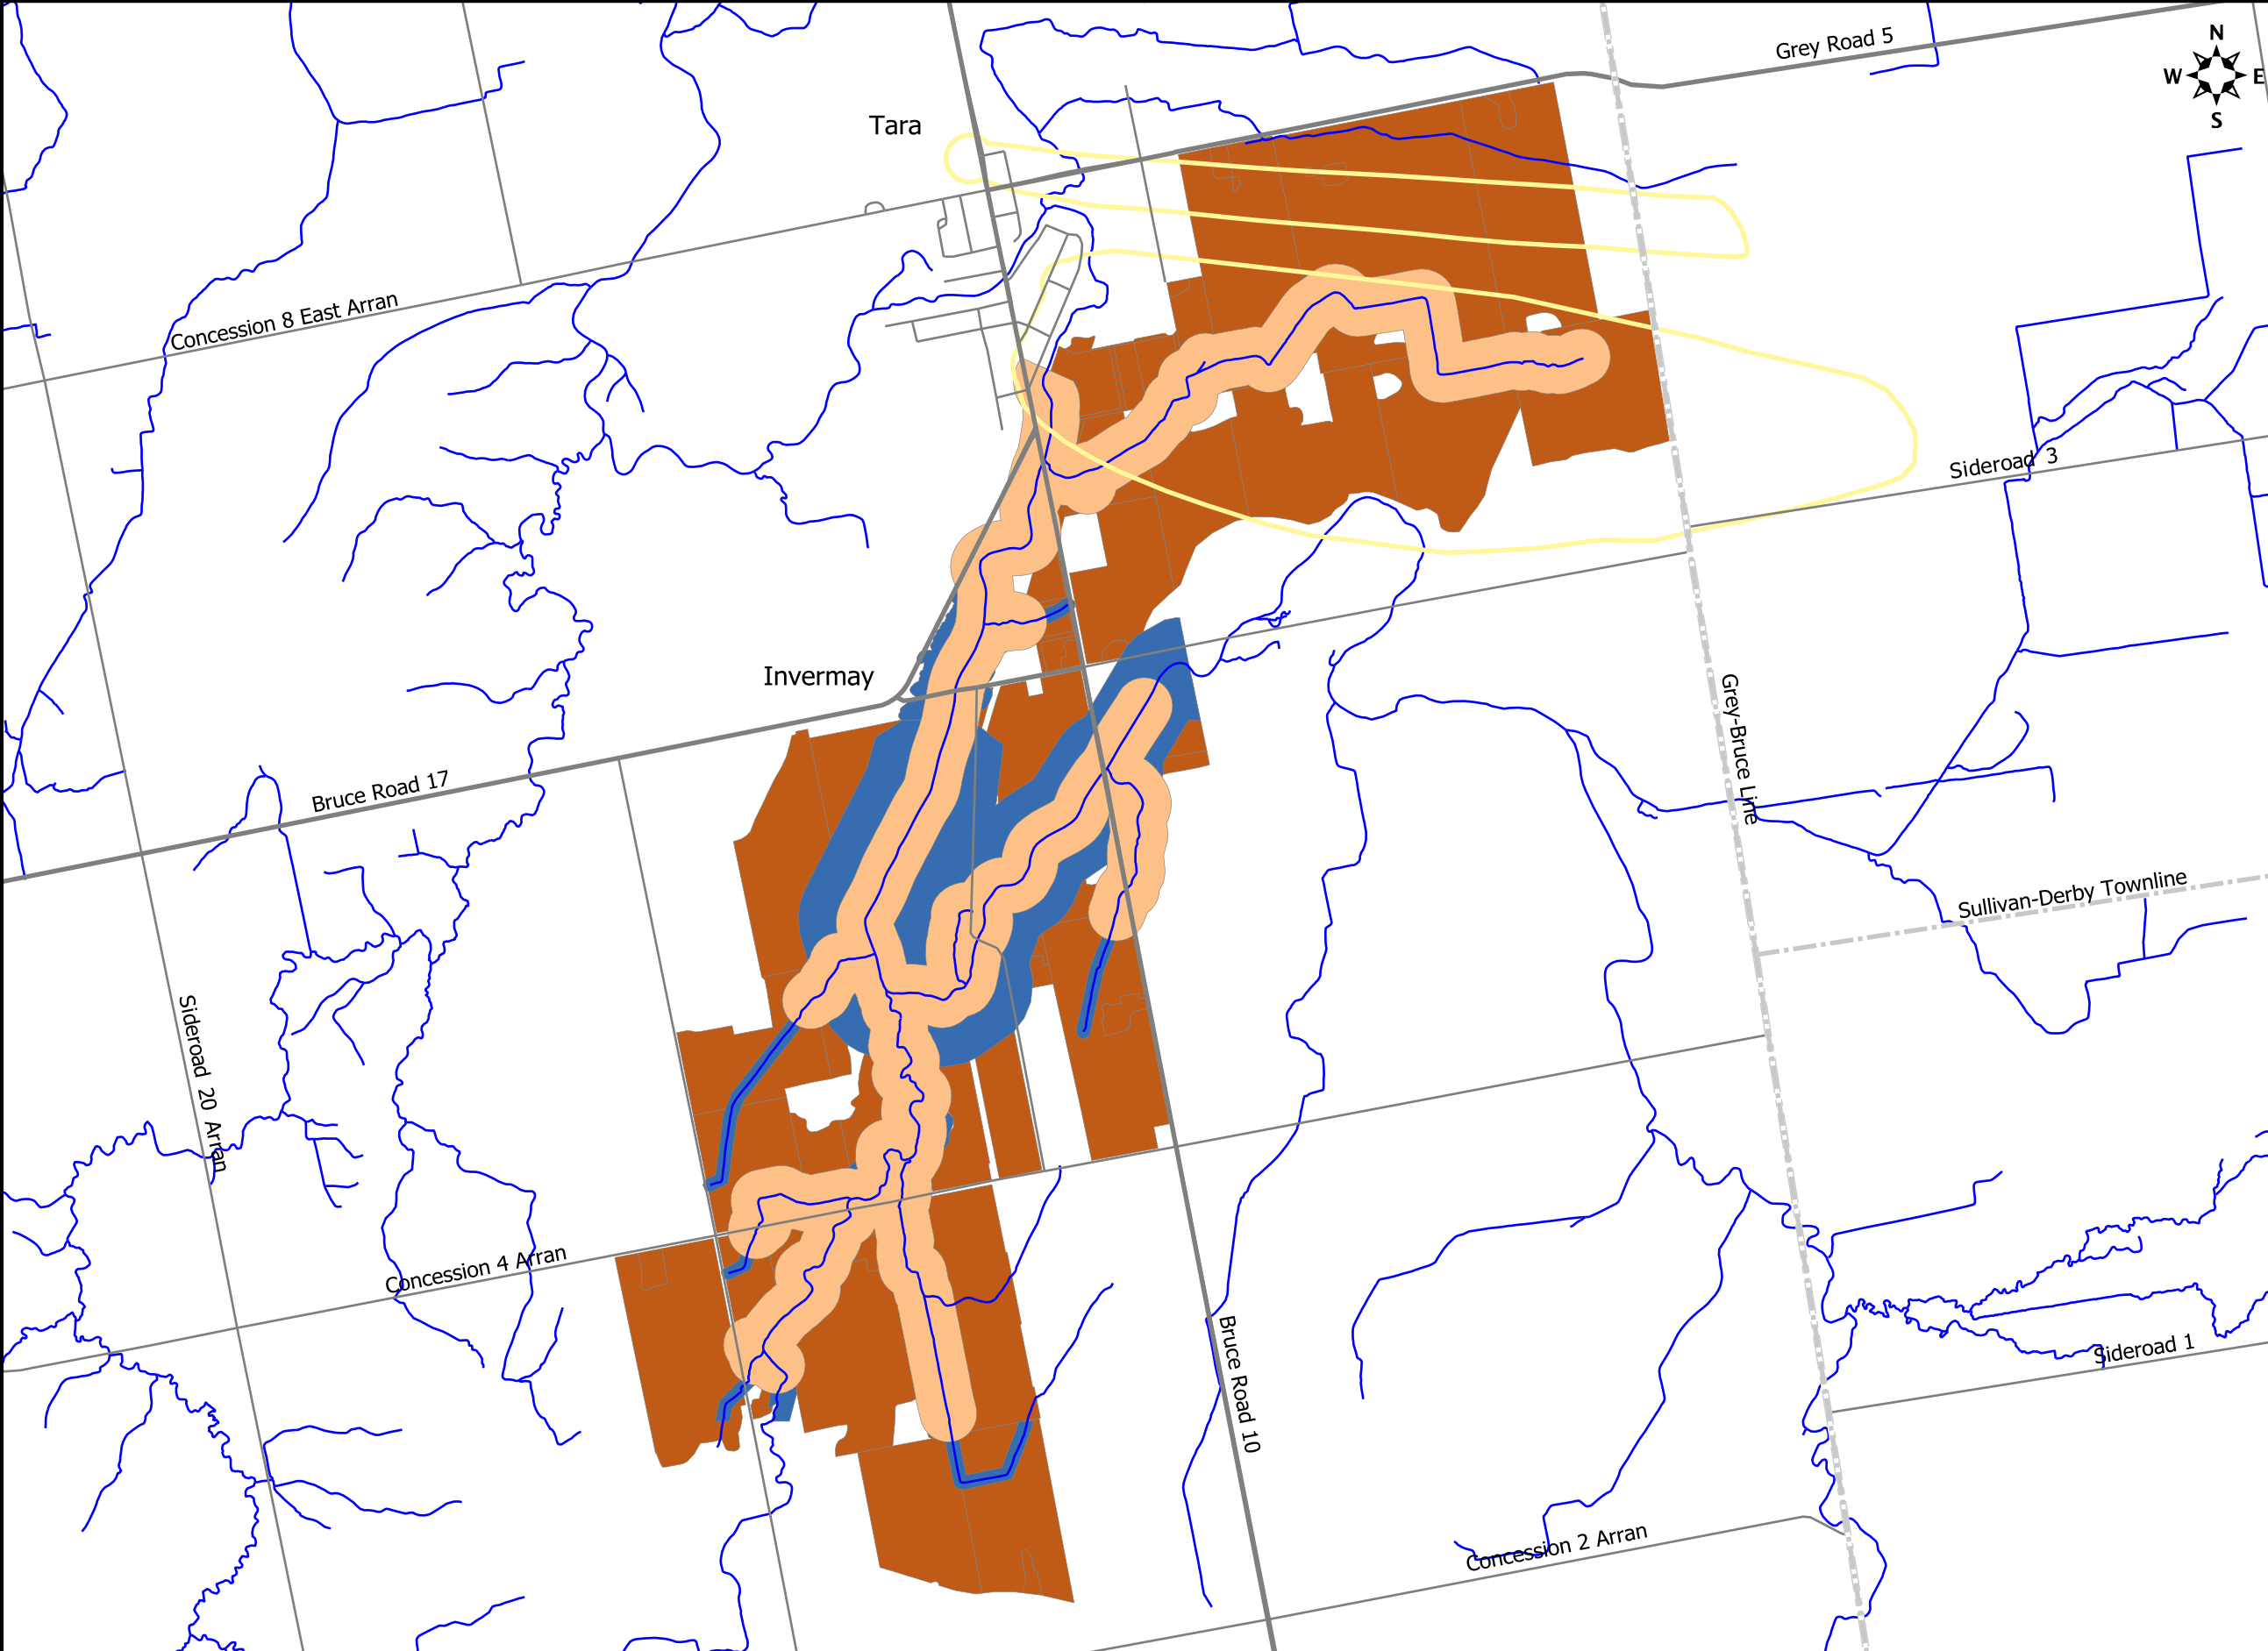 Grey Road 5
N
W E
S
Tara
Concession 8 East Arran
Sideroad 3
Invermay
Grey-Bruce Line
Bruce Road 17
Sullivan-Derby Townline
Sideroad 20 Arran
Concession 4 Arran
Bruce Road 10
Sideroad 1
Concession 2 Arran